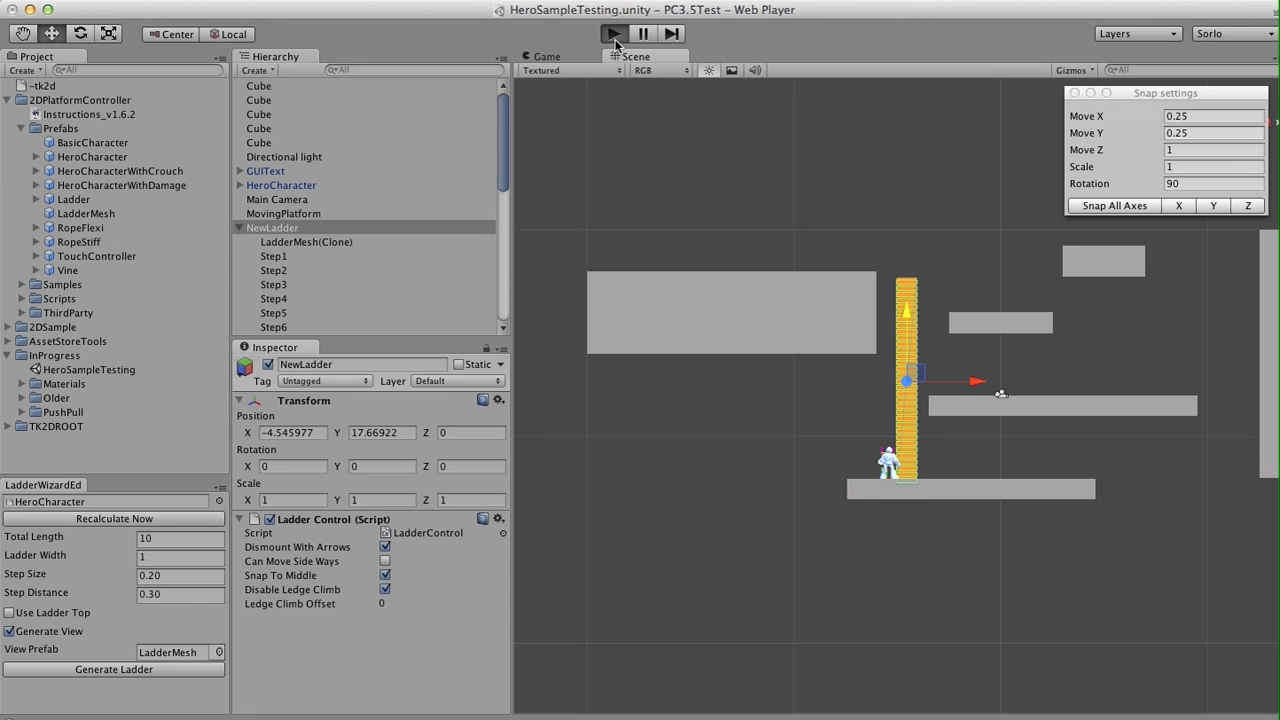 HeroSampleTesting.unity – PC3.5Test – Web Player
Center
Local
Layers
Sorlo
Project
Create
All
-tk2d
2DPlatformController
Instructions_v1.6.2
Prefabs
BasicCharacter
HeroCharacter
HeroCharacterWithCrouch
HeroCharacterWithDamage
Ladder
LadderMesh
RopeFlexi
RopeStiff
TouchController
Vine
Samples
Scripts
ThirdParty
2DSample
AssetStoreTools
InProgress
HeroSampleTesting
Materials
Older
PushPull
TK2DROOT
LadderWizardEd
HeroCharacter
Recalculate Now
Total Length 10
Ladder Width 1
Step Size 0.20
Step Distance 0.30
Use Ladder Top
Generate View
View Prefab LadderMesh
Generate Ladder
Hierarchy
Create
All
Cube
Cube
Cube
Cube
Cube
Directional light
GUIText
HeroCharacter
Main Camera
MovingPlatform
NewLadder
LadderMesh(Clone)
Step1
Step2
Step3
Step4
Step5
Step6
Inspector
NewLadder
Static
Tag Untagged Layer Default
Transform
Position
X -4.545977 Y 17.66922 Z 0
Rotation
X 0 Y 0 Z 0
Scale
X 1 Y 1 Z 1
Ladder Control (Script)
Script LadderControl
Dismount With Arrows
Can Move Side Ways
Snap To Middle
Disable Ledge Climb
Ledge Climb Offset 0
Game
Scene
Textured
RGB
Gizmos
All
Snap settings
Move X 0.25
Move Y 0.25
Move Z 1
Scale 1
Rotation 90
Snap All Axes X Y Z